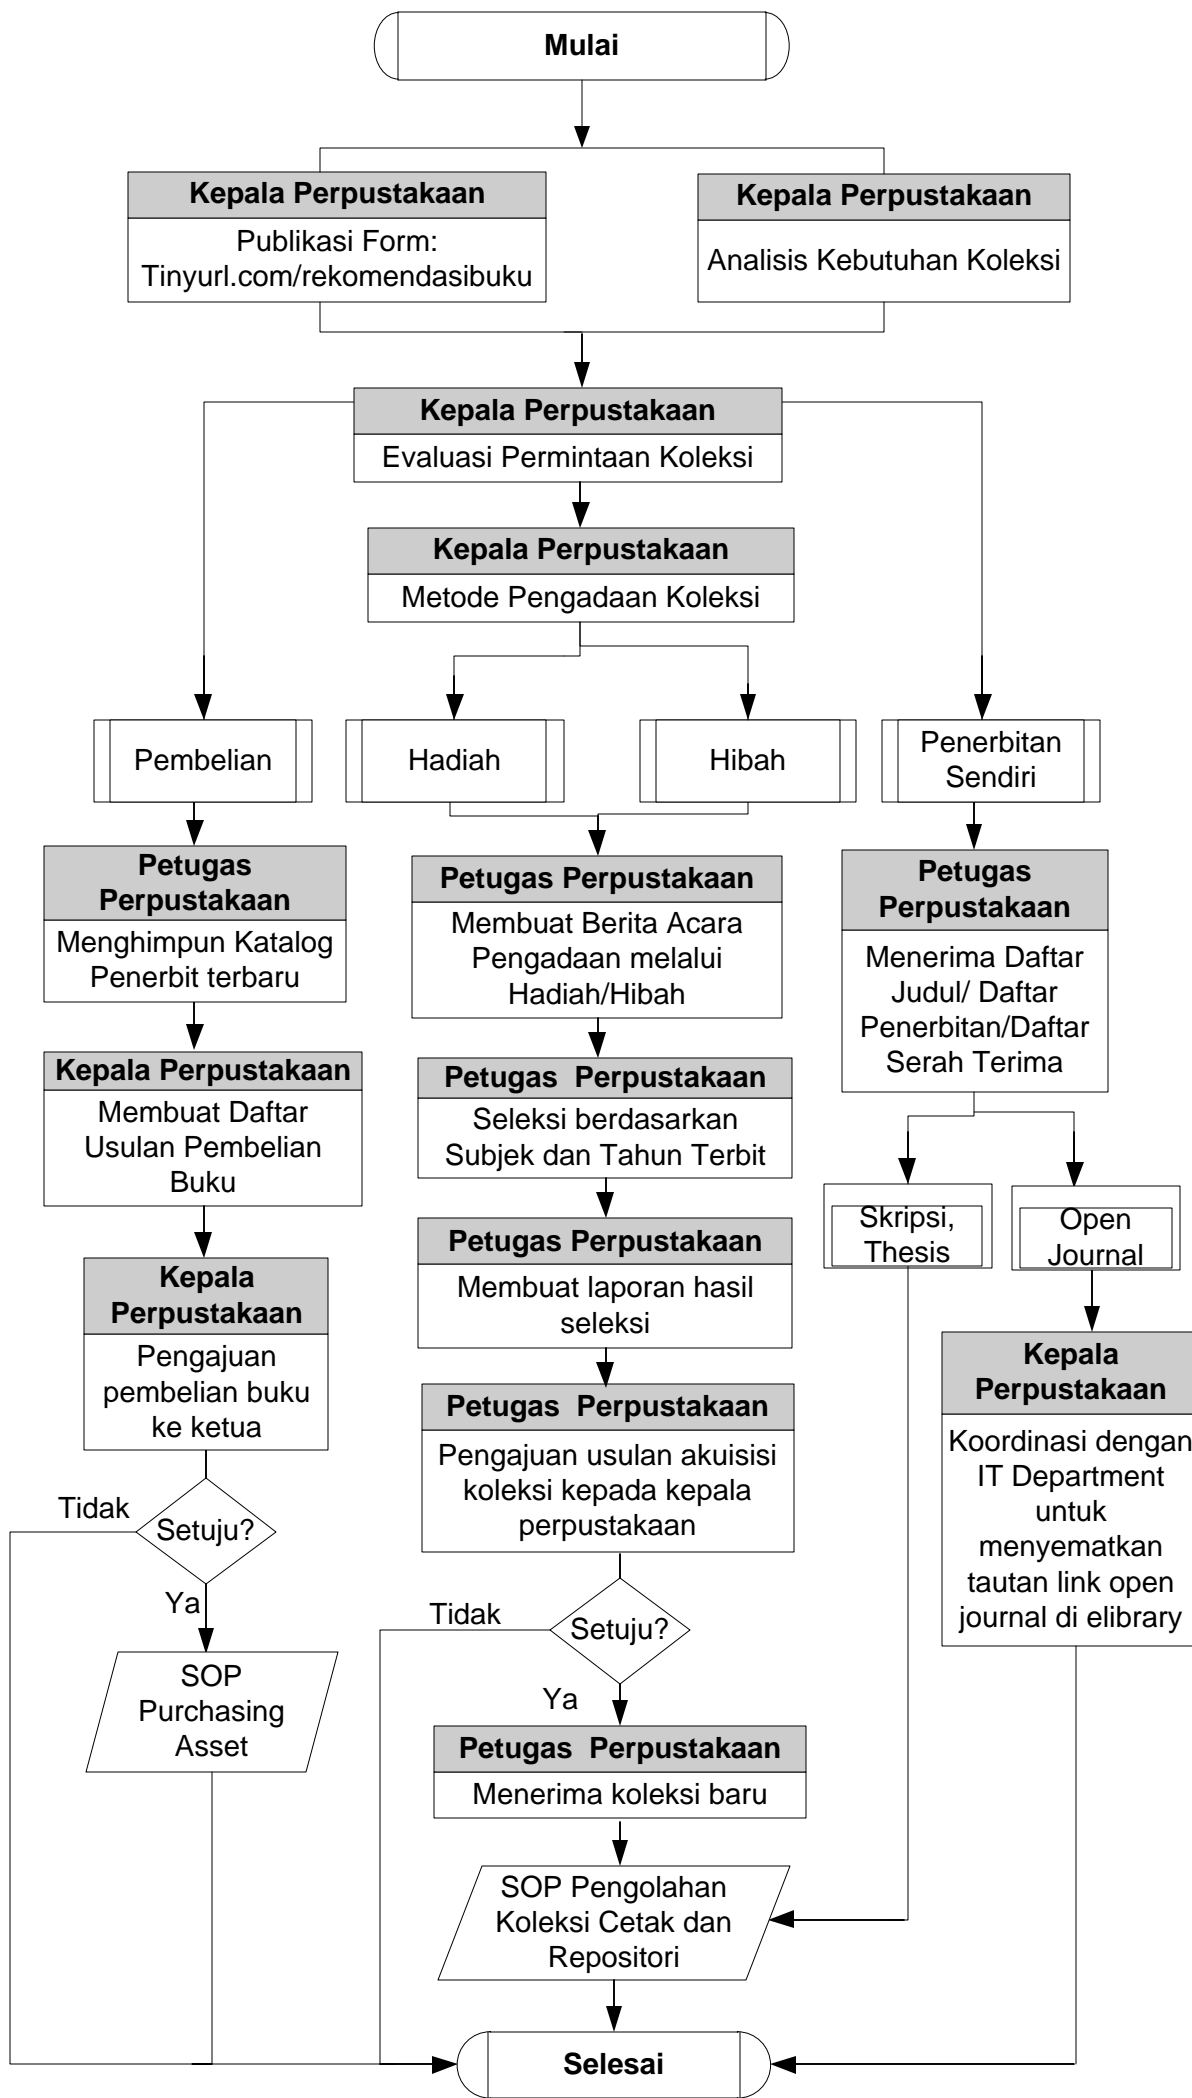 Mulai
Kepala Perpustakaan
Publikasi Form:
Tinyurl.com/rekomendasibuku
Kepala Perpustakaan
Analisis Kebutuhan Koleksi
Kepala Perpustakaan
Evaluasi Permintaan Koleksi
Kepala Perpustakaan
Metode Pengadaan Koleksi
Pembelian
Hadiah
Hibah
Penerbitan
Sendiri
Petugas
Perpustakaan
Menghimpun Katalog
Penerbit terbaru
Kepala Perpustakaan
Membuat Daftar
Usulan Pembelian
Buku
Kepala
Perpustakaan
Pengajuan
pembelian buku
ke ketua
Setuju?
Tidak
Ya
SOP
Purchasing
Asset
Petugas Perpustakaan
Membuat Berita Acara
Pengadaan melalui
Hadiah/Hibah
Petugas  Perpustakaan
Seleksi berdasarkan
Subjek dan Tahun Terbit
Petugas Perpustakaan
Membuat laporan hasil
seleksi
Petugas  Perpustakaan
Pengajuan usulan akuisisi
koleksi kepada kepala
perpustakaan
Setuju?
Tidak
Ya
Petugas  Perpustakaan
Menerima koleksi baru
SOP Pengolahan
Koleksi Cetak dan
Repositori
Petugas
Perpustakaan
Menerima Daftar
Judul/ Daftar
Penerbitan/Daftar
Serah Terima
Skripsi,
Thesis
Open
Journal
Kepala
Perpustakaan
Koordinasi dengan
IT Department
untuk
menyematkan
tautan link open
journal di elibrary
Selesai